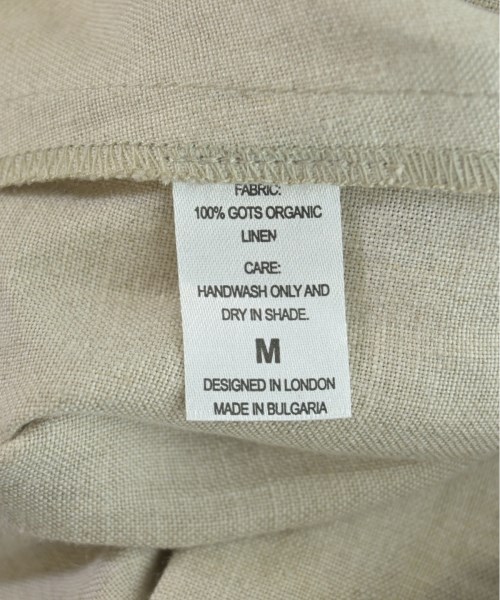 FABRIC:
100% GOTS ORGANIC
LINEN
CARE:
HANDWASH ONLY AND
DRY IN SHADE.
M
DESIGNED IN LONDON
MADE IN BULGARIA